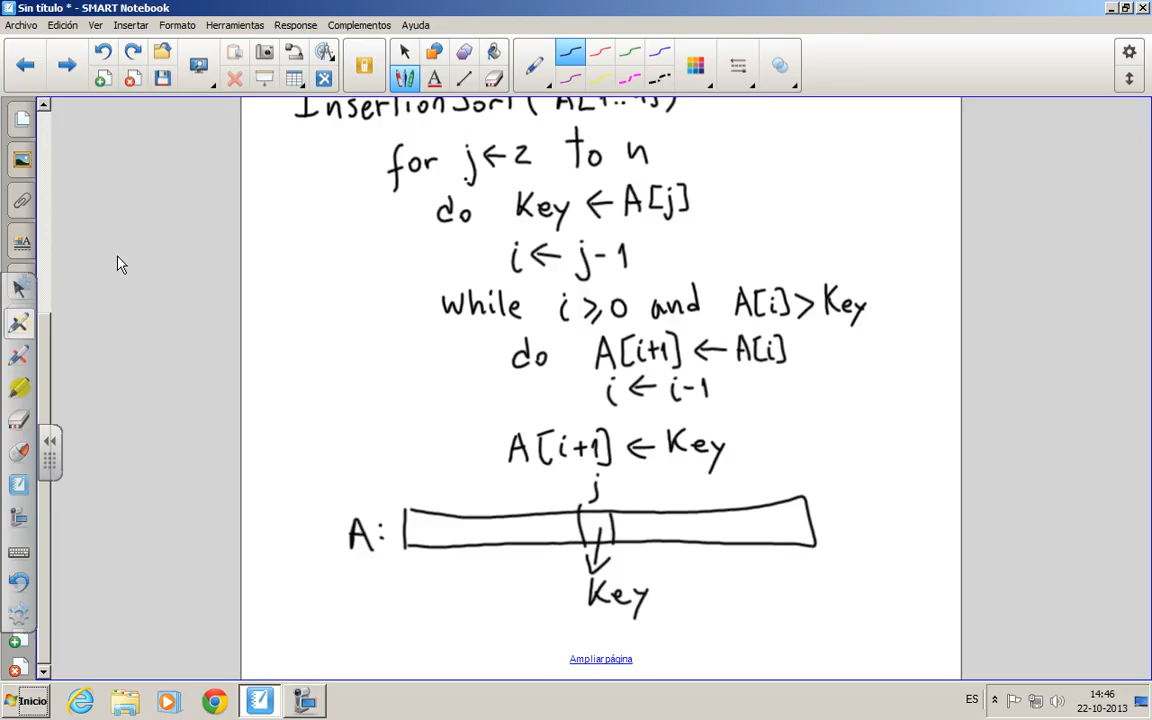 Sin título * - SMART Notebook
Archivo Edición Ver Insertar Formato Herramientas Response Complementos Ayuda
InsertionSort (A[1..n])
for j ← 2 to n
do Key ← A[j]
i ← j-1
while i ≥ 0 and A[i] > Key
do A[i+1] ← A[i]
i ← i-1
A[i+1] ← Key
j
A:
Key
Ampliar página
Inicio
ES
14:46
22-10-2013